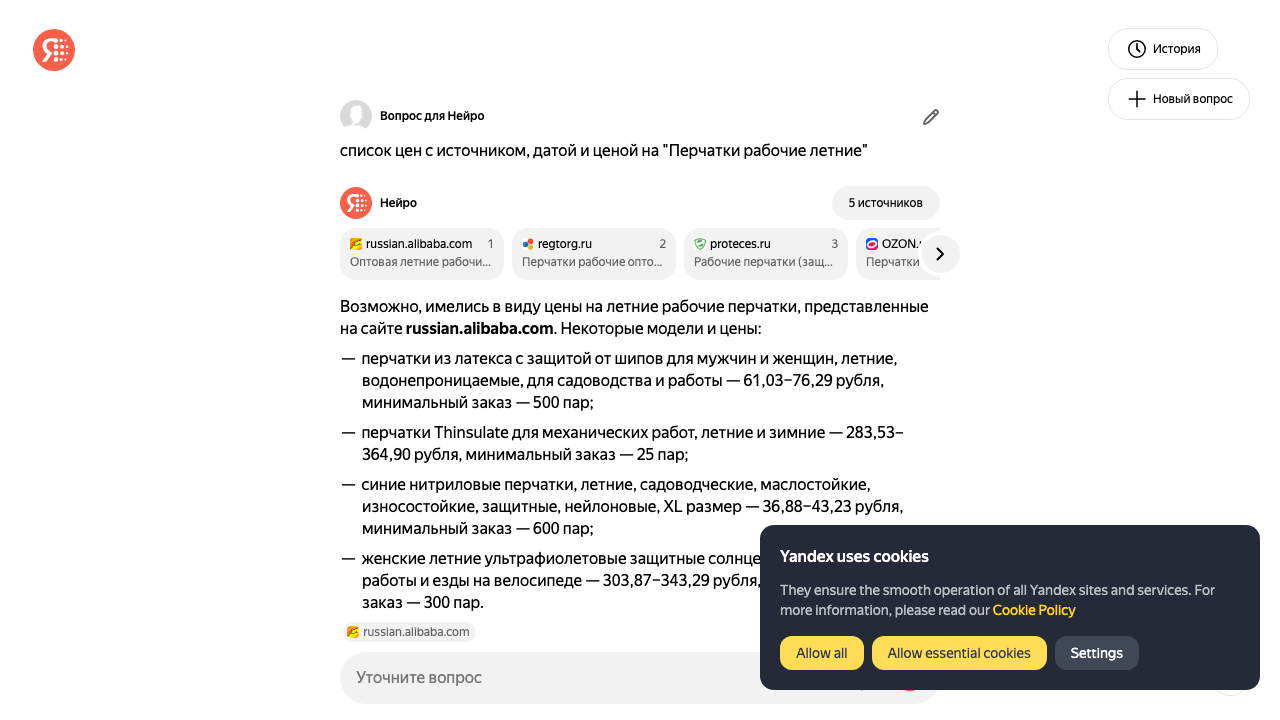 История
Новый вопрос
Вопрос для Нейро
список цен с источником, датой и ценой на "Перчатки рабочие летние"
Нейро
5 источников
russian.alibaba.com 1
Оптовая летние рабочи...
regtorg.ru 2
Перчатки рабочие опто...
proteces.ru 3
Рабочие перчатки (защ...
OZON.
Перчатки
Возможно, имелись в виду цены на летние рабочие перчатки, представленные
на сайте russian.alibaba.com. Некоторые модели и цены:
— перчатки из латекса с защитой от шипов для мужчин и женщин, летние,
водонепроницаемые, для садоводства и работы — 61,03–76,29 рубля,
минимальный заказ — 500 пар;
— перчатки Thinsulate для механических работ, летние и зимние — 283,53–
364,90 рубля, минимальный заказ — 25 пар;
— синие нитриловые перчатки, летние, садоводческие, маслостойкие,
износостойкие, защитные, нейлоновые, XL размер — 36,88–43,23 рубля,
минимальный заказ — 600 пар;
— женские летние ультрафиолетовые защитные солнце
работы и езды на велосипеде — 303,87–343,29 рубля,
заказ — 300 пар.
russian.alibaba.com
Уточните вопрос
Yandex uses cookies
They ensure the smooth operation of all Yandex sites and services. For
more information, please read our Cookie Policy
Allow all
Allow essential cookies
Settings